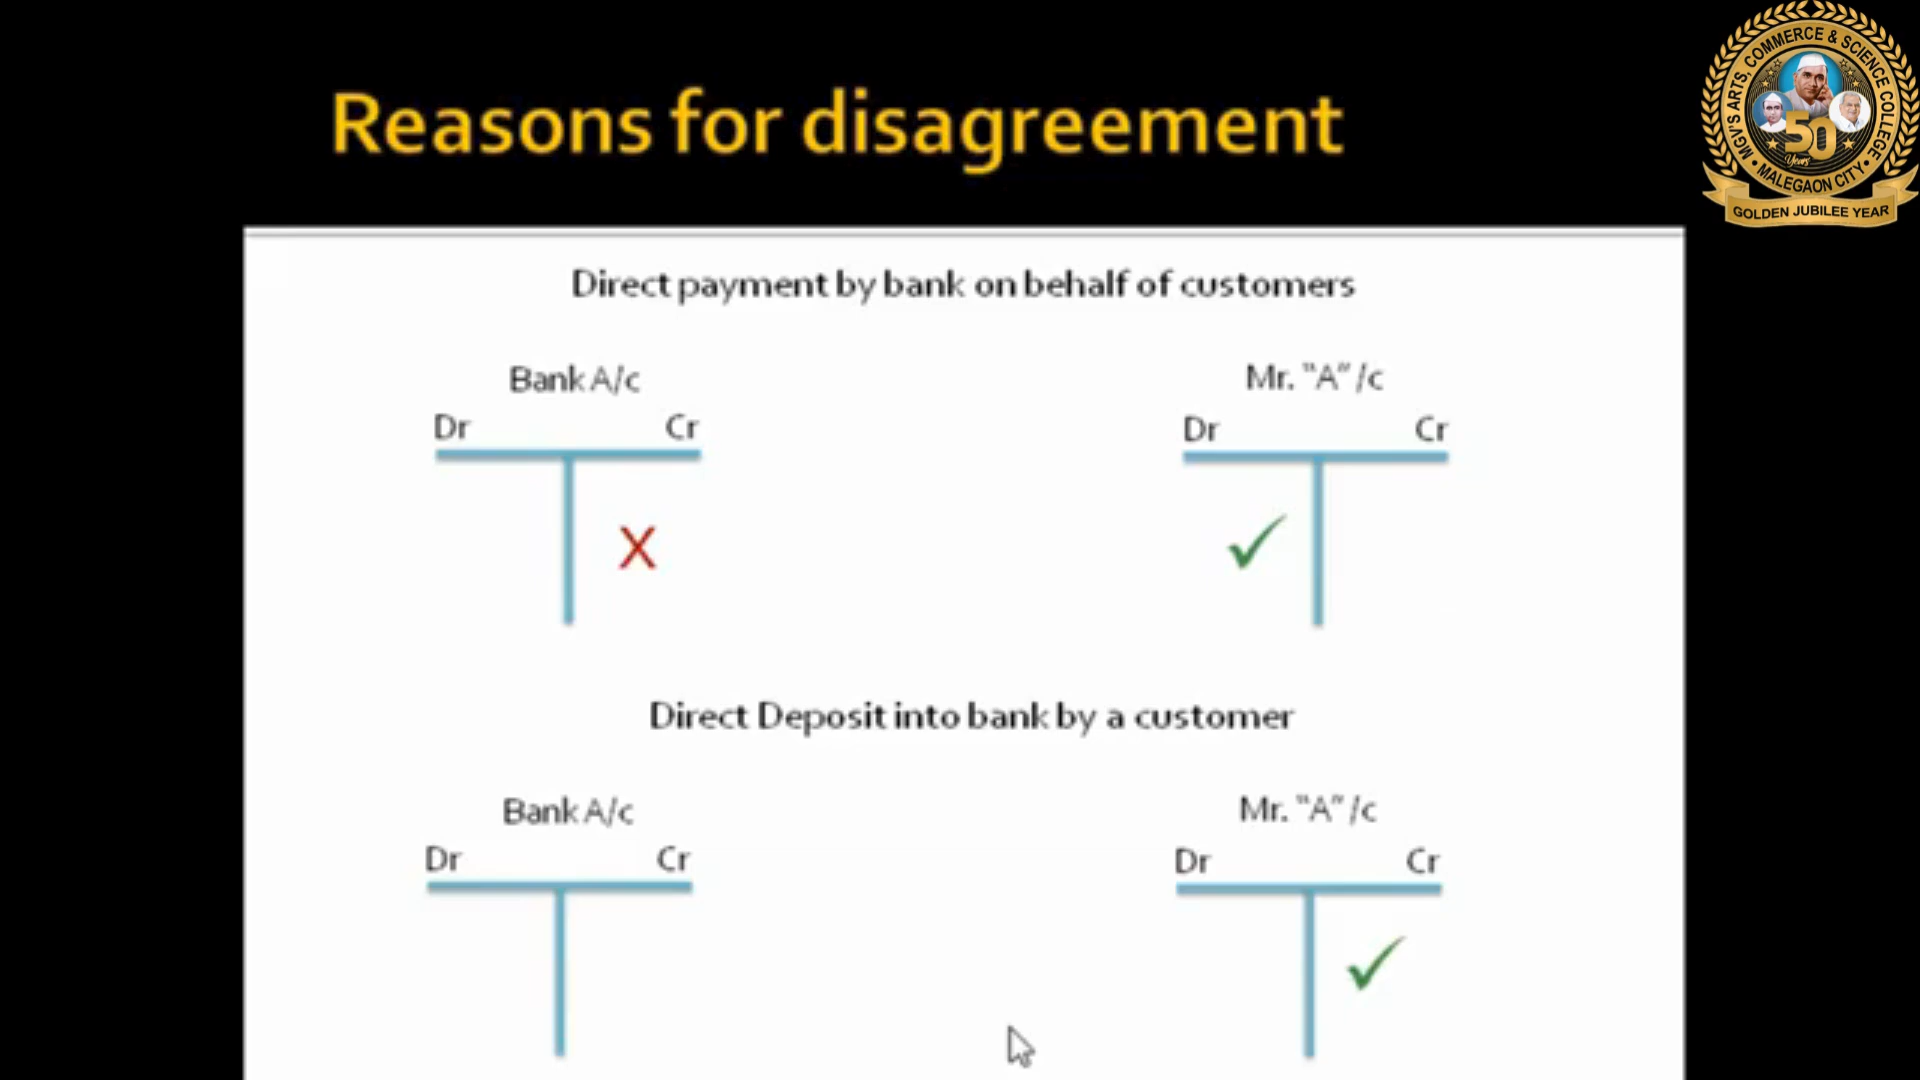 Reasons for disagreement
MGV'S ARTS, COMMERCE & SCIENCE COLLEGE
50
Years
• MALEGAON CITY •
GOLDEN JUBILEE YEAR
Direct payment by bank on behalf of customers
Bank A/c
Mr. "A" /c
Dr Cr
Dr Cr
X
Direct Deposit into bank by a customer
Bank A/c
Mr. "A" /c
Dr Cr
Dr Cr